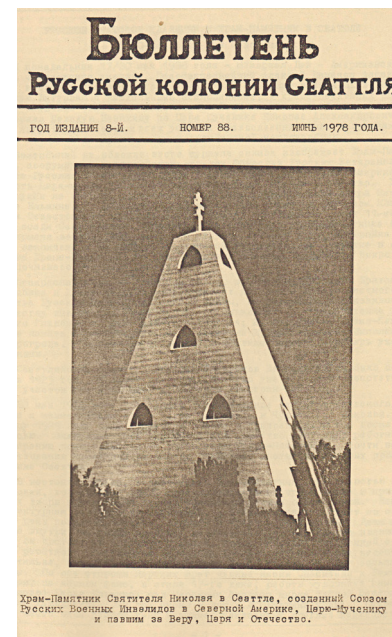 Бюллетень
Русской колонии Сеаттля
ГОД ИЗДАНИЯ 8-Й. НОМЕР 88. ИЮНЬ 1978 ГОДА.
Храм-Памятник Святителя Николая в Сеаттле, созданный Союзом
Русских Военных Инвалидов в Северной Америке, Царю-Мученику
и павшим за Веру, Царя и Отечество.